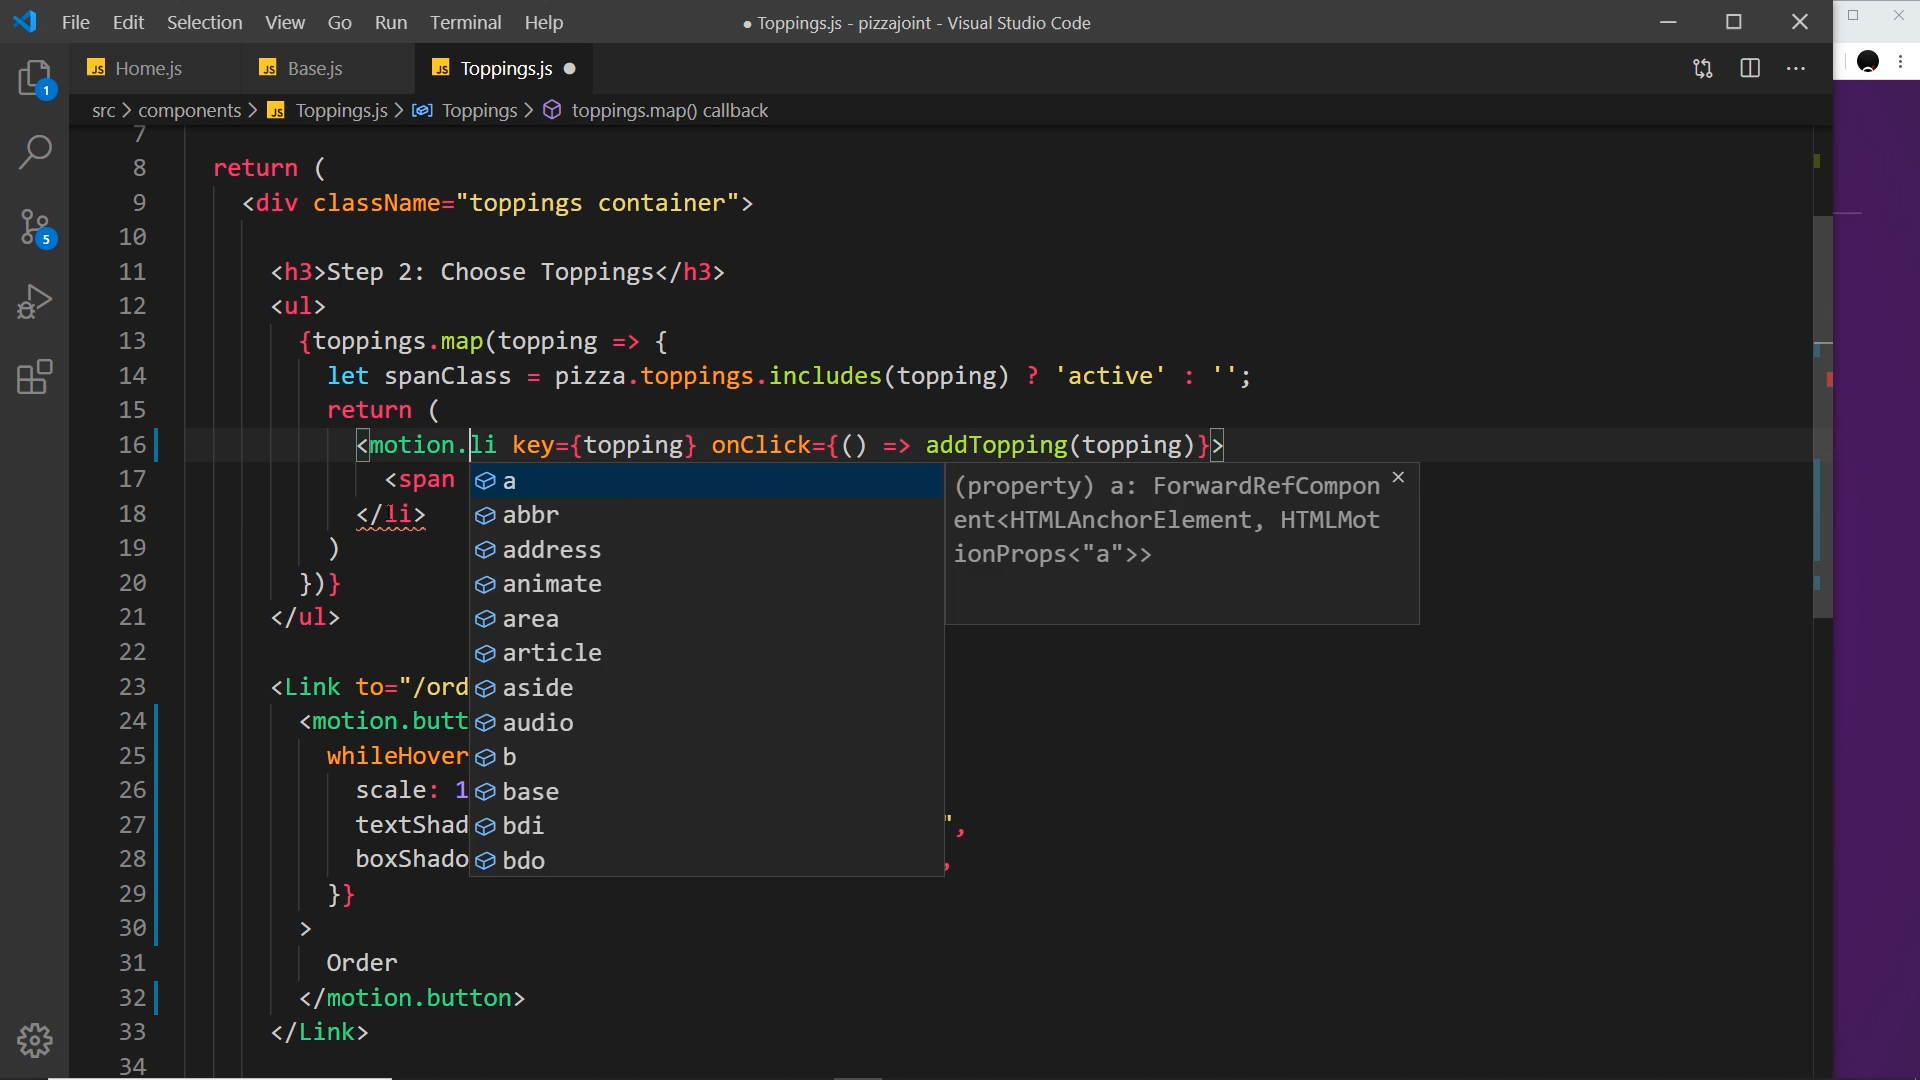 File Edit Selection View Go Run Terminal Help
● Toppings.js - pizzajoint - Visual Studio Code
JS Home.js JS Base.js JS Toppings.js ●
src > components > JS Toppings.js > Toppings > toppings.map() callback
1
5
7
8 return (
9 <div className="toppings container">
10
11 <h3>Step 2: Choose Toppings</h3>
12 <ul>
13 {toppings.map(topping => {
14 let spanClass = pizza.toppings.includes(topping) ? 'active' : '';
15 return (
16 <motion.li key={topping} onClick={() => addTopping(topping)}>
17 <span
18 </li>
19 )
20 })}
21 </ul>
22
23 <Link to="/ord
24 <motion.butt
25 whileHover
26 scale: 1
27 textShad ",
28 boxShado ,
29 }}
30 >
31 Order
32 </motion.button>
33 </Link>
34
a
abbr
address
animate
area
article
aside
audio
b
base
bdi
bdo
(property) a: ForwardRefCompon
ent<HTMLAnchorElement, HTMLMot
ionProps<"a">>